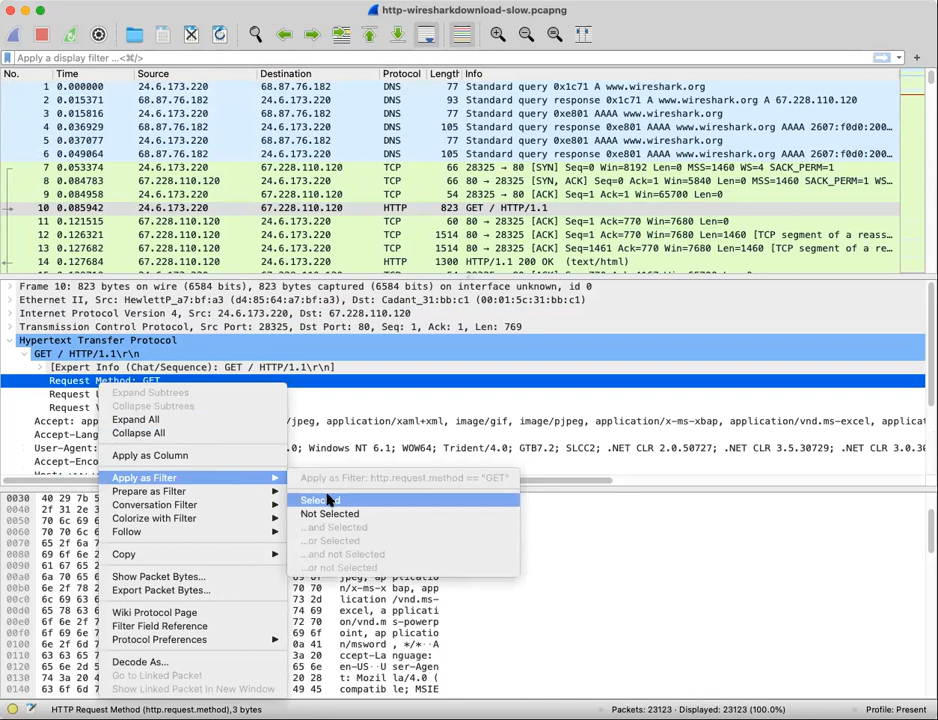 http-wiresharkdownload-slow.pcapng
Apply a display filter ...<⌘/>
No. Time Source Destination Protocol Length Info
1 0.000000 24.6.173.220 68.87.76.182 DNS 77 Standard query 0x1c71 A www.wireshark.org
2 0.015371 68.87.76.182 24.6.173.220 DNS 93 Standard query response 0x1c71 A www.wireshark.org A 67.228.110.120
3 0.015816 24.6.173.220 68.87.76.182 DNS 77 Standard query 0xe801 AAAA www.wireshark.org
4 0.036929 68.87.76.182 24.6.173.220 DNS 105 Standard query response 0xe801 AAAA www.wireshark.org AAAA 2607:f0d0:200…
5 0.037077 24.6.173.220 68.87.76.182 DNS 77 Standard query 0xe801 AAAA www.wireshark.org
6 0.049064 68.87.76.182 24.6.173.220 DNS 105 Standard query response 0xe801 AAAA www.wireshark.org AAAA 2607:f0d0:200…
7 0.053374 24.6.173.220 67.228.110.120 TCP 66 28325 → 80 [SYN] Seq=0 Win=8192 Len=0 MSS=1460 WS=4 SACK_PERM=1
8 0.084783 67.228.110.120 24.6.173.220 TCP 66 80 → 28325 [SYN, ACK] Seq=0 Ack=1 Win=5840 Len=0 MSS=1460 SACK_PERM=1 WS…
9 0.084958 24.6.173.220 67.228.110.120 TCP 54 28325 → 80 [ACK] Seq=1 Ack=1 Win=65700 Len=0
10 0.085942 24.6.173.220 67.228.110.120 HTTP 823 GET / HTTP/1.1
11 0.121515 67.228.110.120 24.6.173.220 TCP 60 80 → 28325 [ACK] Seq=1 Ack=770 Win=7680 Len=0
12 0.126321 67.228.110.120 24.6.173.220 TCP 1514 80 → 28325 [ACK] Seq=1 Ack=770 Win=7680 Len=1460 [TCP segment of a reass…
13 0.127682 67.228.110.120 24.6.173.220 TCP 1514 80 → 28325 [ACK] Seq=1461 Ack=770 Win=7680 Len=1460 [TCP segment of a re…
14 0.127684 67.228.110.120 24.6.173.220 HTTP 1300 HTTP/1.1 200 OK (text/html)
Frame 10: 823 bytes on wire (6584 bits), 823 bytes captured (6584 bits) on interface unknown, id 0
Ethernet II, Src: HewlettP_a7:bf:a3 (d4:85:64:a7:bf:a3), Dst: Cadant_31:bb:c1 (00:01:5c:31:bb:c1)
Internet Protocol Version 4, Src: 24.6.173.220, Dst: 67.228.110.120
Transmission Control Protocol, Src Port: 28325, Dst Port: 80, Seq: 1, Ack: 1, Len: 769
Hypertext Transfer Protocol
GET / HTTP/1.1\r\n
[Expert Info (Chat/Sequence): GET / HTTP/1.1\r\n]
Request Method: GET
Request
Request
Accept: /jpeg, application/xaml+xml, image/gif, image/pjpeg, application/x-ms-xbap, application/vnd.ms-
Accept-Lang
User-Agent: .0; Windows NT 6.1; WOW64; Trident/4.0; GTB7.2; SLCC2; .NET CLR 2.0.50727; .NET CLR 3.5.30729; .NET CLR 3.0.30
Accept-Enco
Expand Subtrees
Collapse Subtrees
Expand All
Collapse All
Apply as Column
Apply as Filter
Prepare as Filter
Conversation Filter
Colorize with Filter
Follow
Copy
Show Packet Bytes...
Export Packet Bytes...
Wiki Protocol Page
Filter Field Reference
Protocol Preferences
Decode As...
Go to Linked Packet
Show Linked Packet in New Window
Apply as Filter: http.request.method == "GET"
Selected
Not Selected
...and Selected
...or Selected
...and not Selected
...or not Selected
0030 40 29 7b
0140 63 6f 6d 49 45 compatible; MSIE
HTTP Request Method (http.request.method), 3 bytes
Packets: 23123 · Displayed: 23123 (100.0%)
Profile: Present